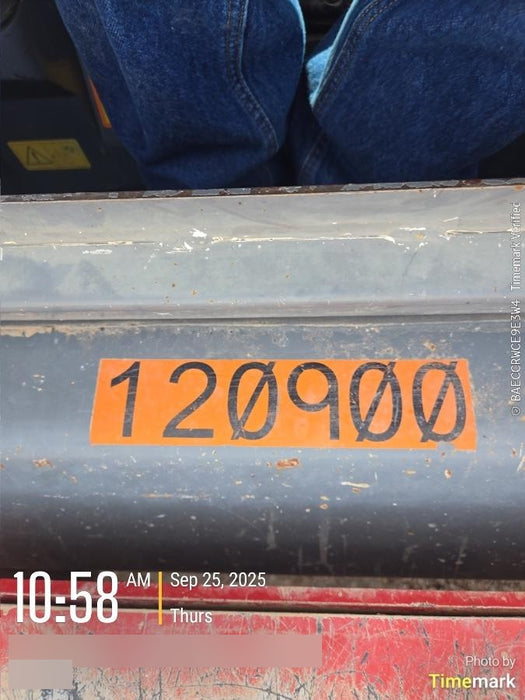 120900
10:58 AM
Sep 25, 2025
Thurs
Photo by
Timemark
© BAECCRWCE9E3W4 Timemark Verified